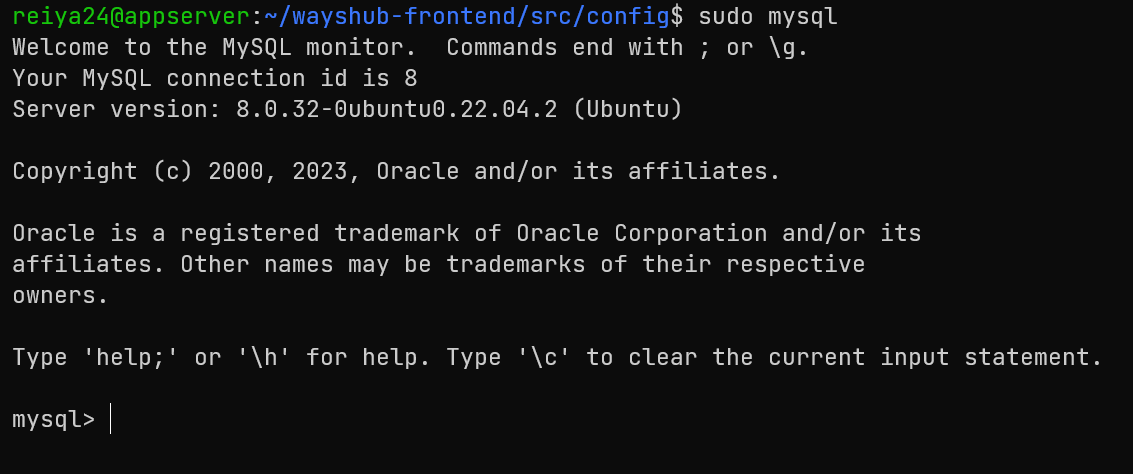 reiya24@appserver:~/wayshub-frontend/src/config$ sudo mysql
Welcome to the MySQL monitor.  Commands end with ; or \g.
Your MySQL connection id is 8
Server version: 8.0.32-0ubuntu0.22.04.2 (Ubuntu)
Copyright (c) 2000, 2023, Oracle and/or its affiliates.
Oracle is a registered trademark of Oracle Corporation and/or its
affiliates. Other names may be trademarks of their respective
owners.
Type 'help;' or '\h' for help. Type '\c' to clear the current input statement.
mysql>